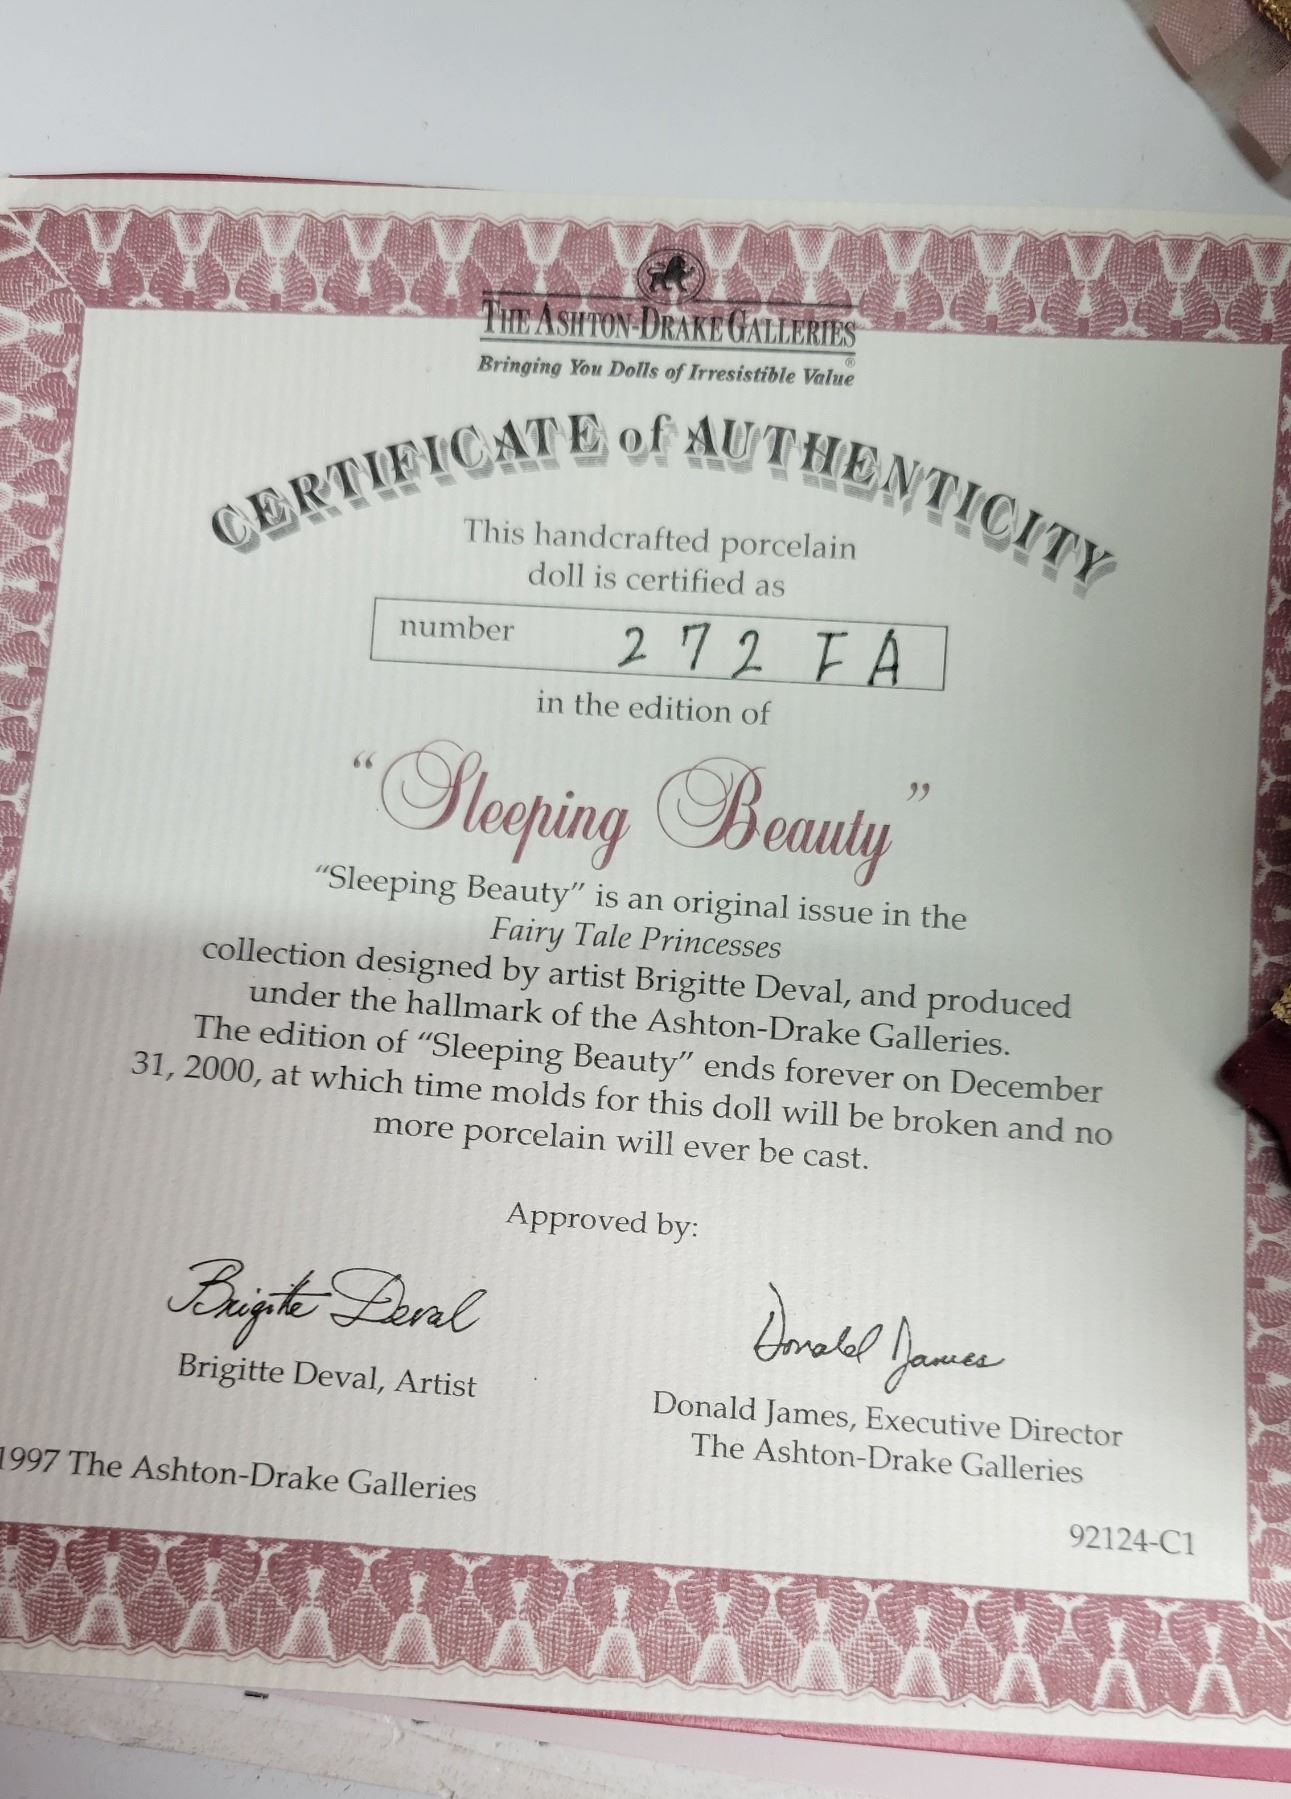 THE ASHTON-DRAKE GALLERIES
®
Bringing You Dolls of Irresistible Value
CERTIFICATE of AUTHENTICITY
This handcrafted porcelain
doll is certified as
number 272 FA
in the edition of
“Sleeping Beauty”
“Sleeping Beauty” is an original issue in the
Fairy Tale Princesses
collection designed by artist Brigitte Deval, and produced
under the hallmark of the Ashton-Drake Galleries.
The edition of “Sleeping Beauty” ends forever on December
31, 2000, at which time molds for this doll will be broken and no
more porcelain will ever be cast.
Approved by:
Brigitte Deval
Donald James
Brigitte Deval, Artist
Donald James, Executive Director
The Ashton-Drake Galleries
1997 The Ashton-Drake Galleries
92124-C1